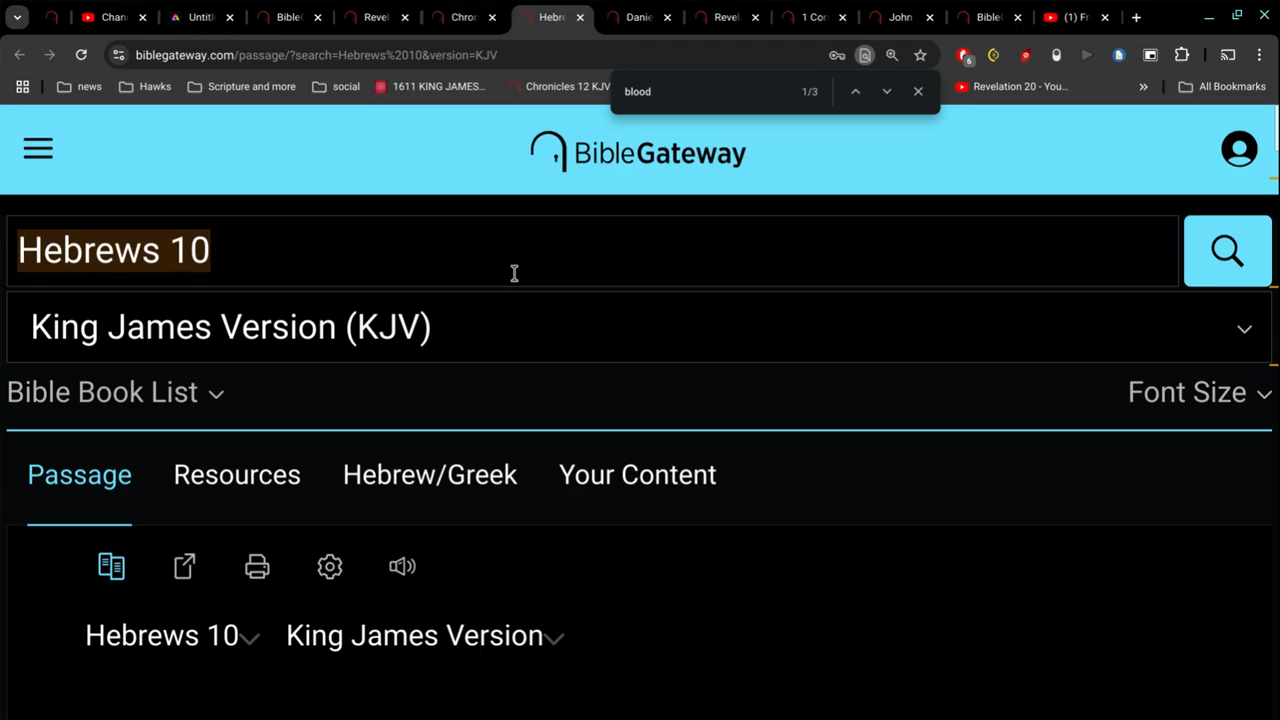 Chan
Untitl
Bible
Revel
Chror
Hebre
Danie
Revel
1 Cor
John
Bible
(1) Fr
biblegateway.com/passage/?search=Hebrews%2010&version=KJV
6
news
Hawks
Scripture and more
social
1611 KING JAMES...
Chronicles 12 KJV
Revelation 20 - You...
»
All Bookmarks
blood
1/3
BibleGateway
Hebrews 10
King James Version (KJV)
Bible Book List
Font Size
Passage
Resources
Hebrew/Greek
Your Content
Hebrews 10
King James Version